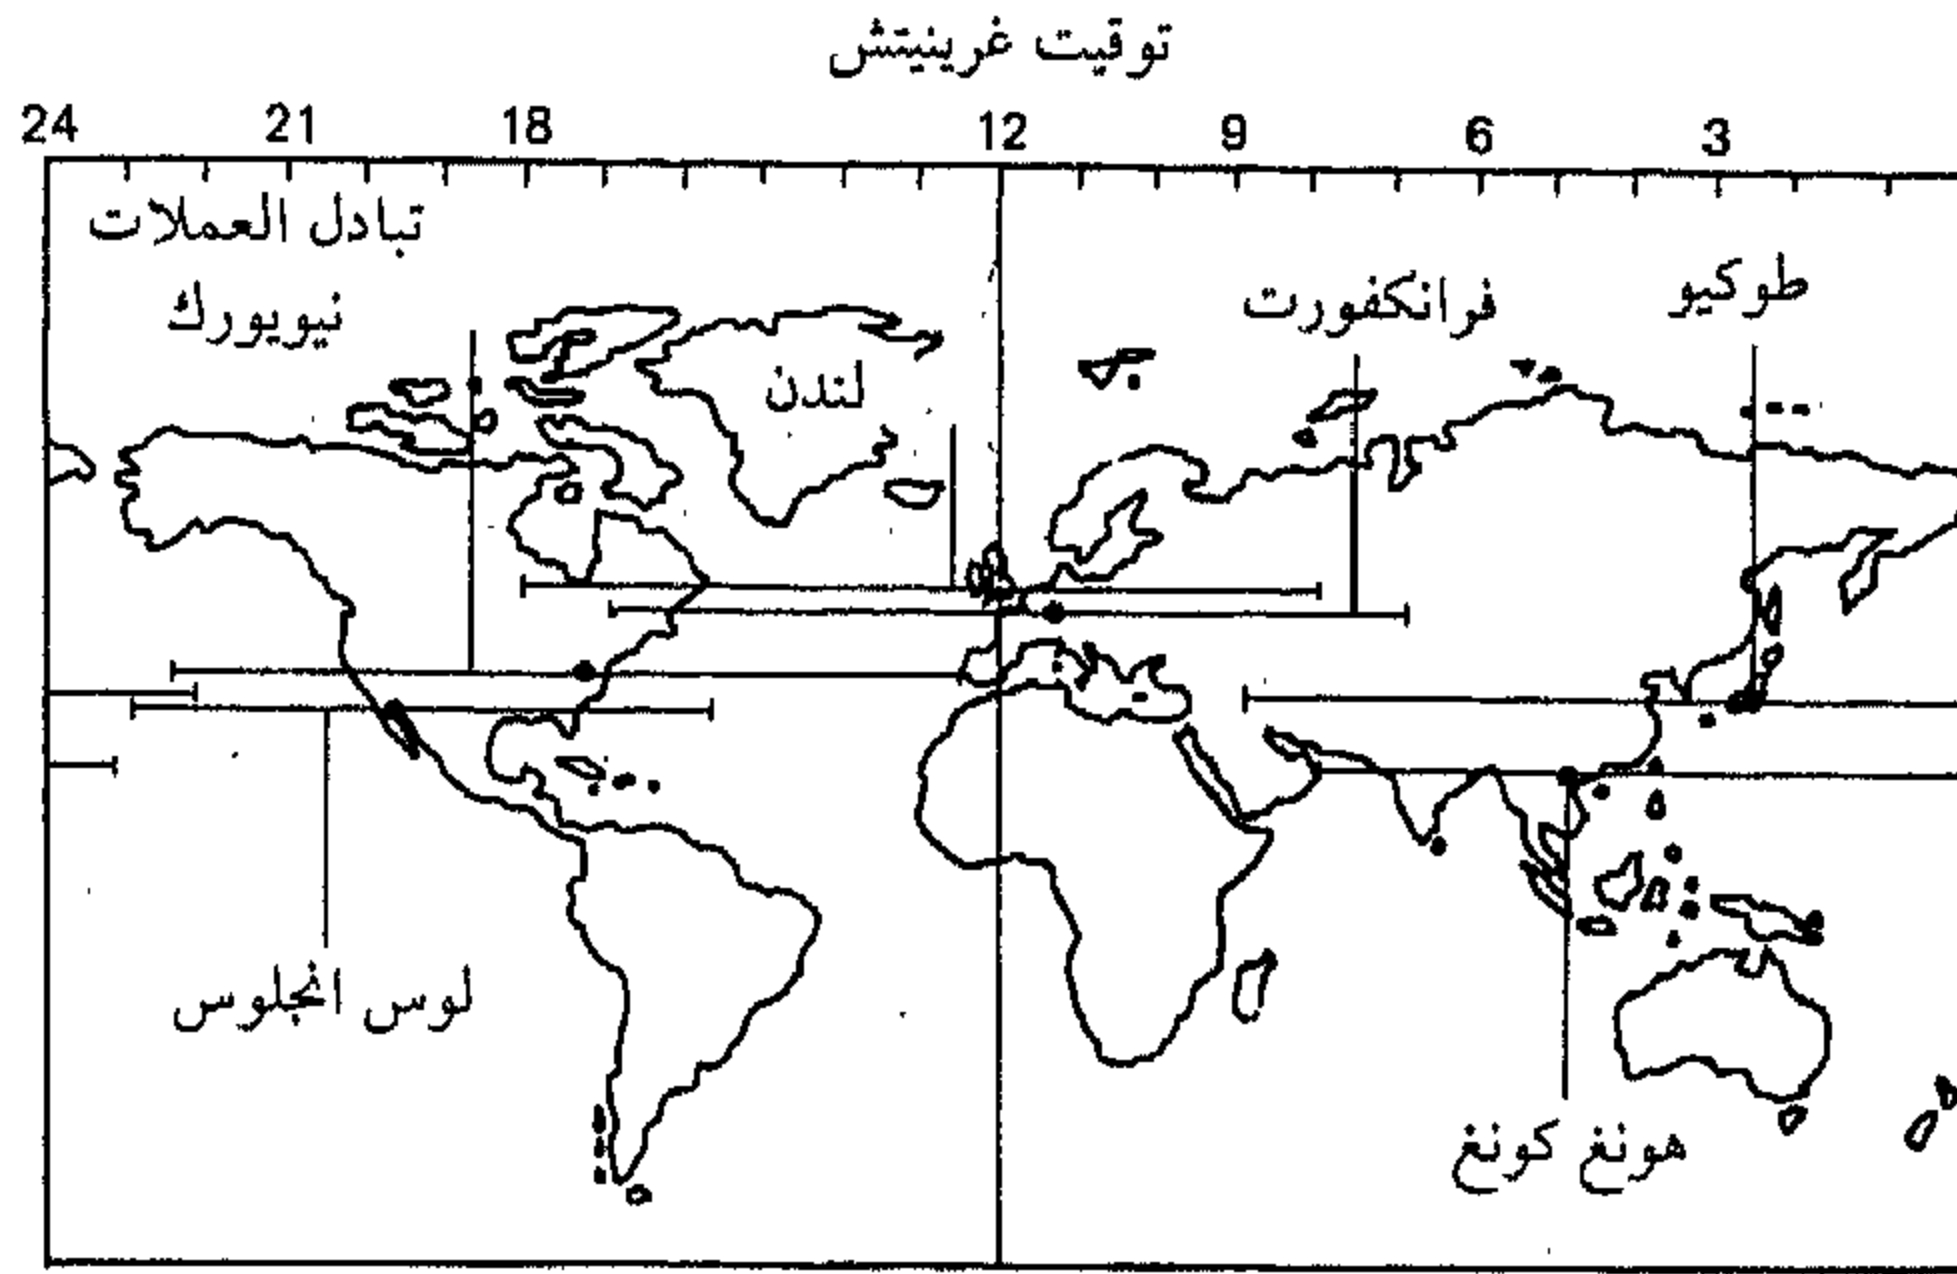 توقيت غرينيتش
24 21 18 12 9 6 3
تبادل العملات
نيويورك
لندن
فرانكفورت
طوكيو
لوس انجلوس
هونغ كونغ